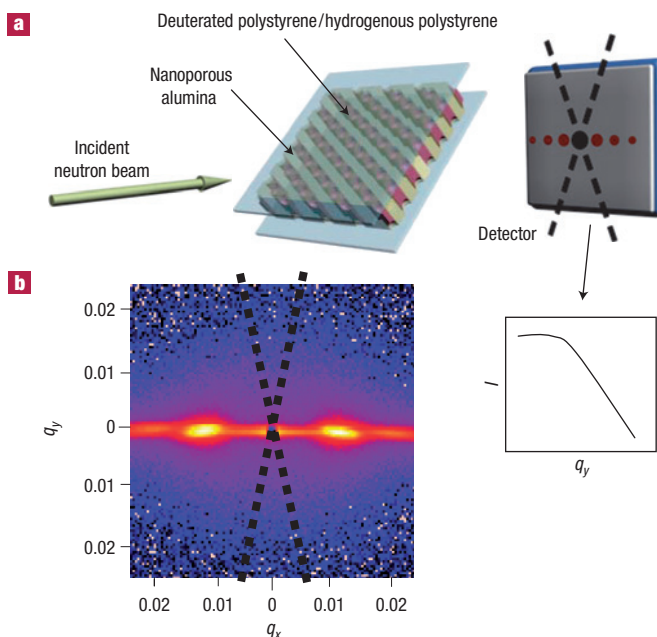 a
Deuterated polystyrene/hydrogenous polystyrene
Nanoporous
alumina
Incident
neutron beam
Detector
b
0.02
0.01
0
0.01
0.02
qy
0.02
0.01
0
0.01
0.02
qx
I
qy